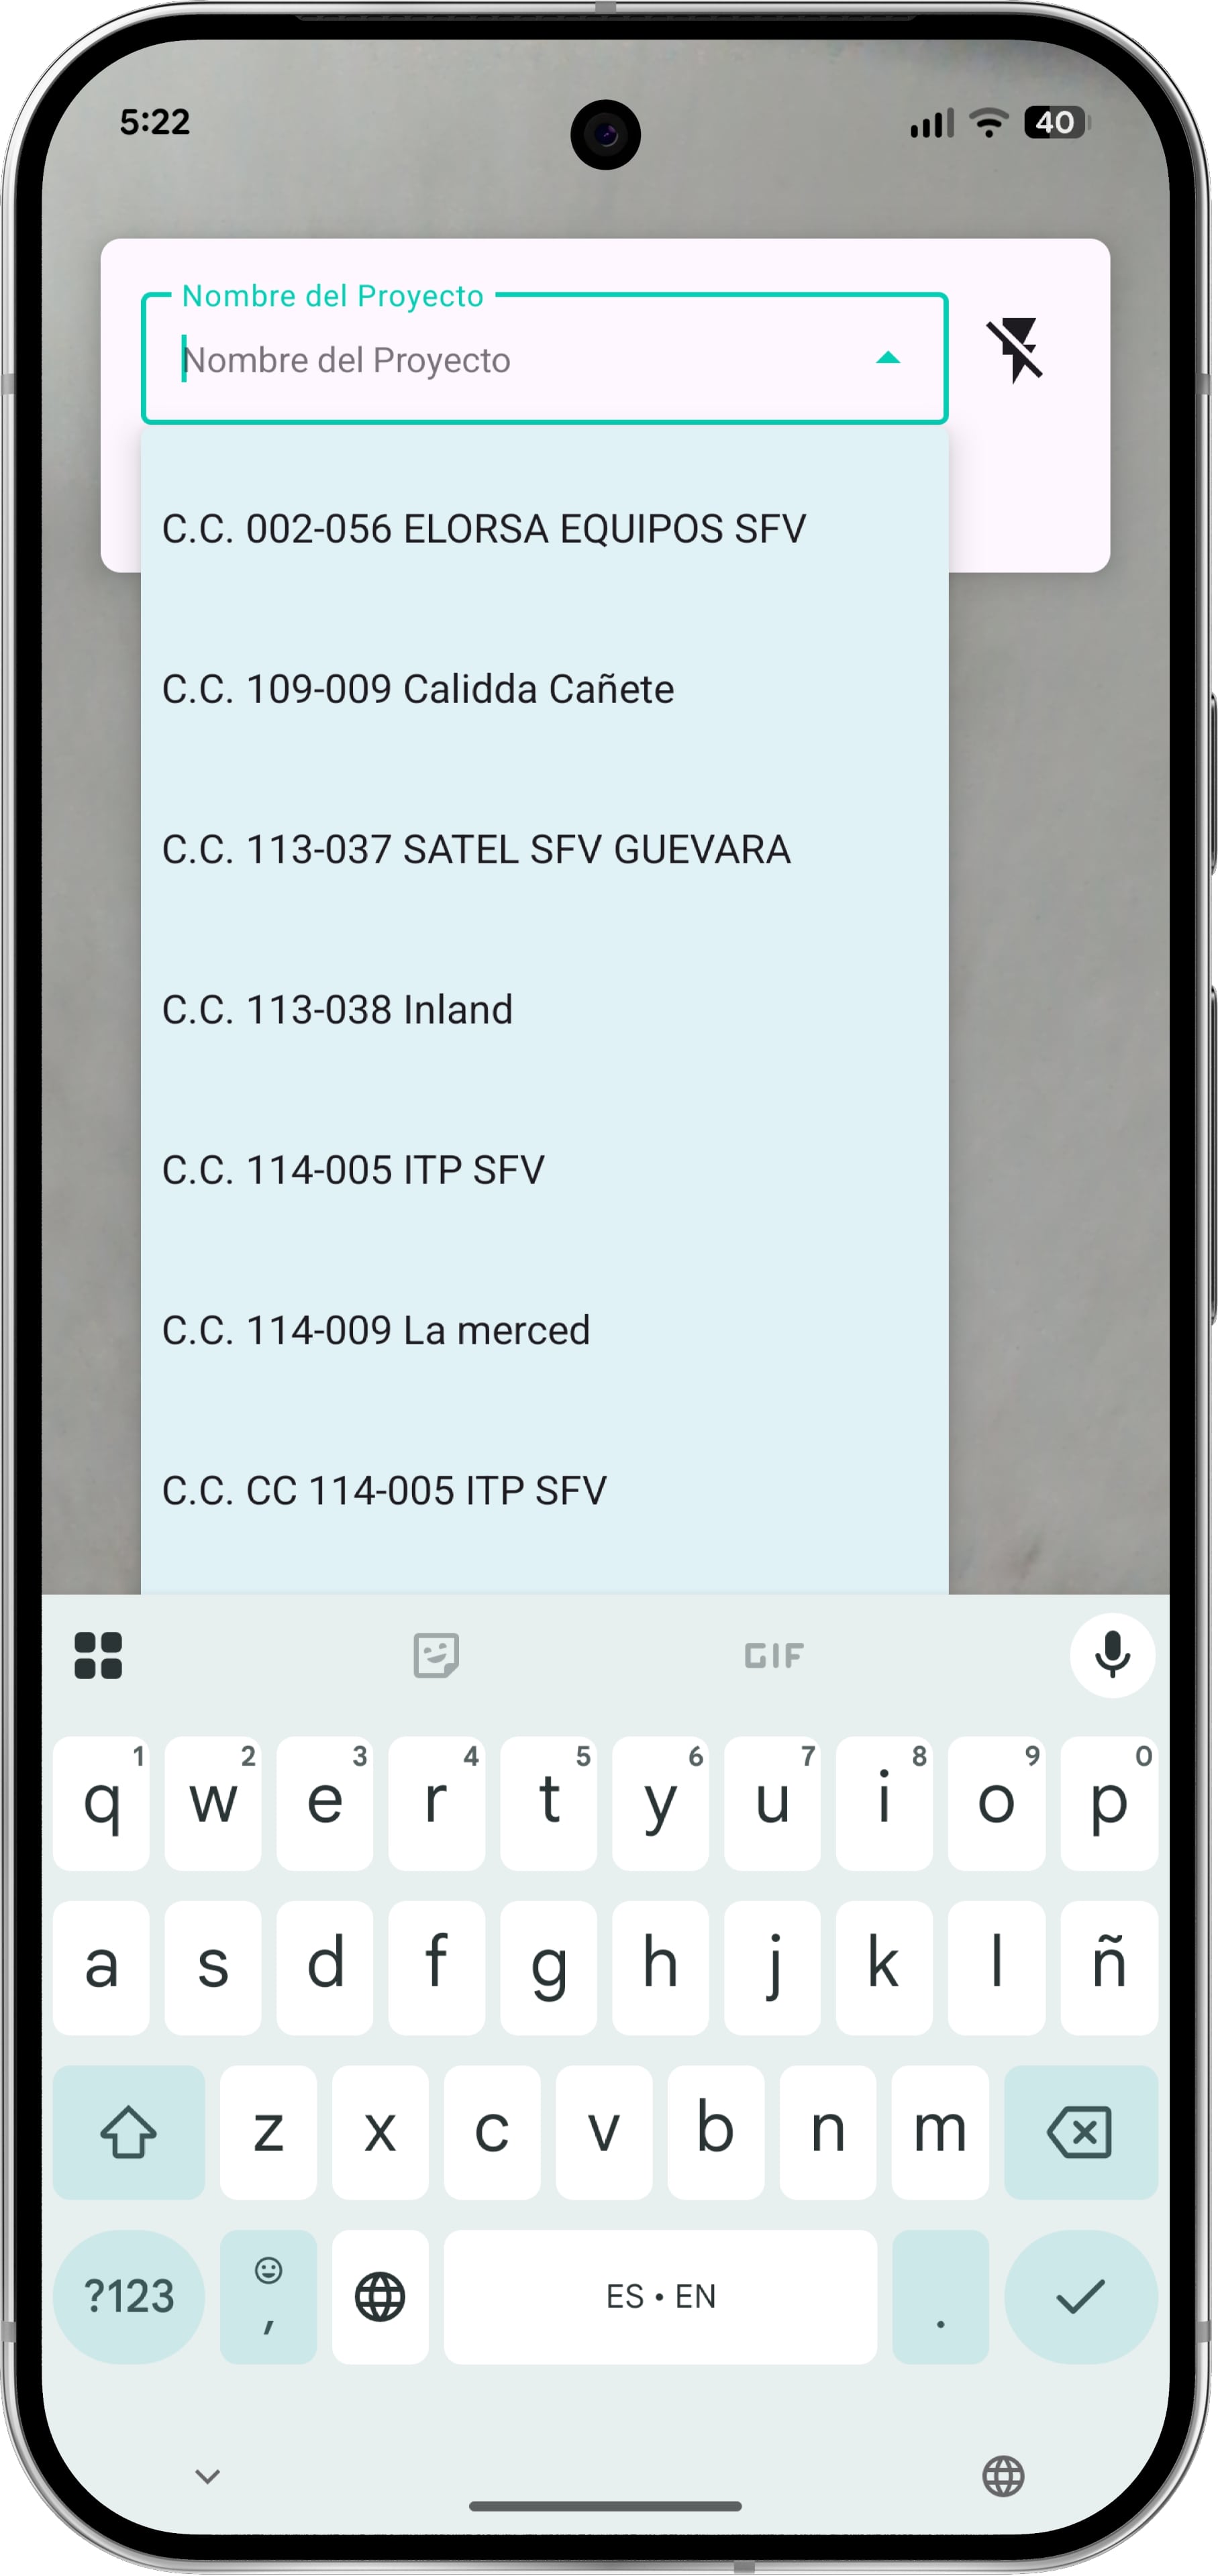 5:22
40
Nombre del Proyecto
Nombre del Proyecto
C.C. 002-056 ELORSA EQUIPOS SFV
C.C. 109-009 Calidda Cañete
C.C. 113-037 SATEL SFV GUEVARA
C.C. 113-038 Inland
C.C. 114-005 ITP SFV
C.C. 114-009 La merced
C.C. CC 114-005 ITP SFV
GIF
1 2 3 4 5 6 7 8 9 0
q w e r t y u i o p
a s d f g h j k l ñ
z x c v b n m
?123 , ES • EN .